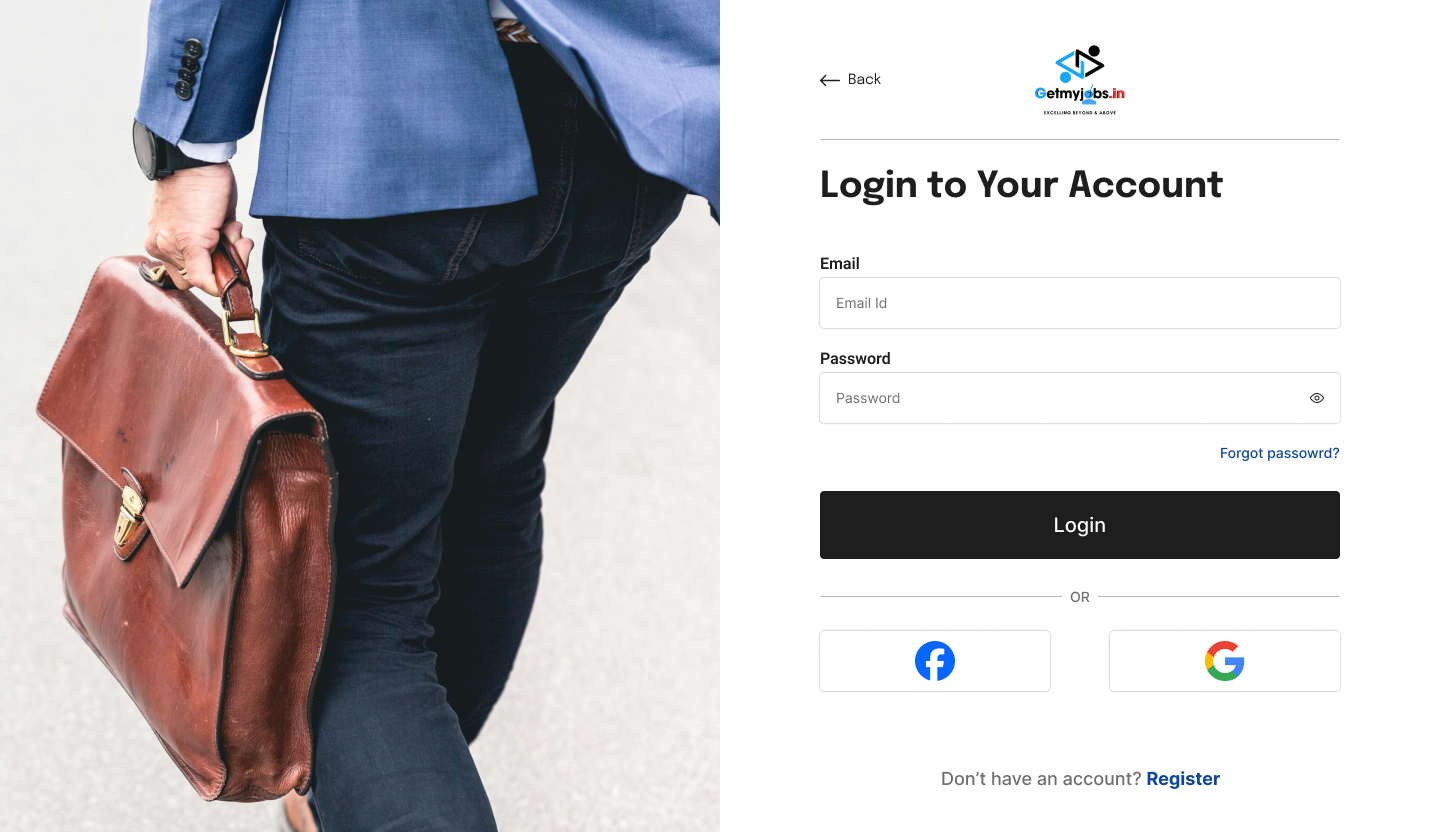 Back
Getmyjobs.in
EXCELLING BEYOND & ABOVE
Login to Your Account
Email
Email Id
Password
Password
Forgot passowrd?
Login
OR
Don’t have an account? Register